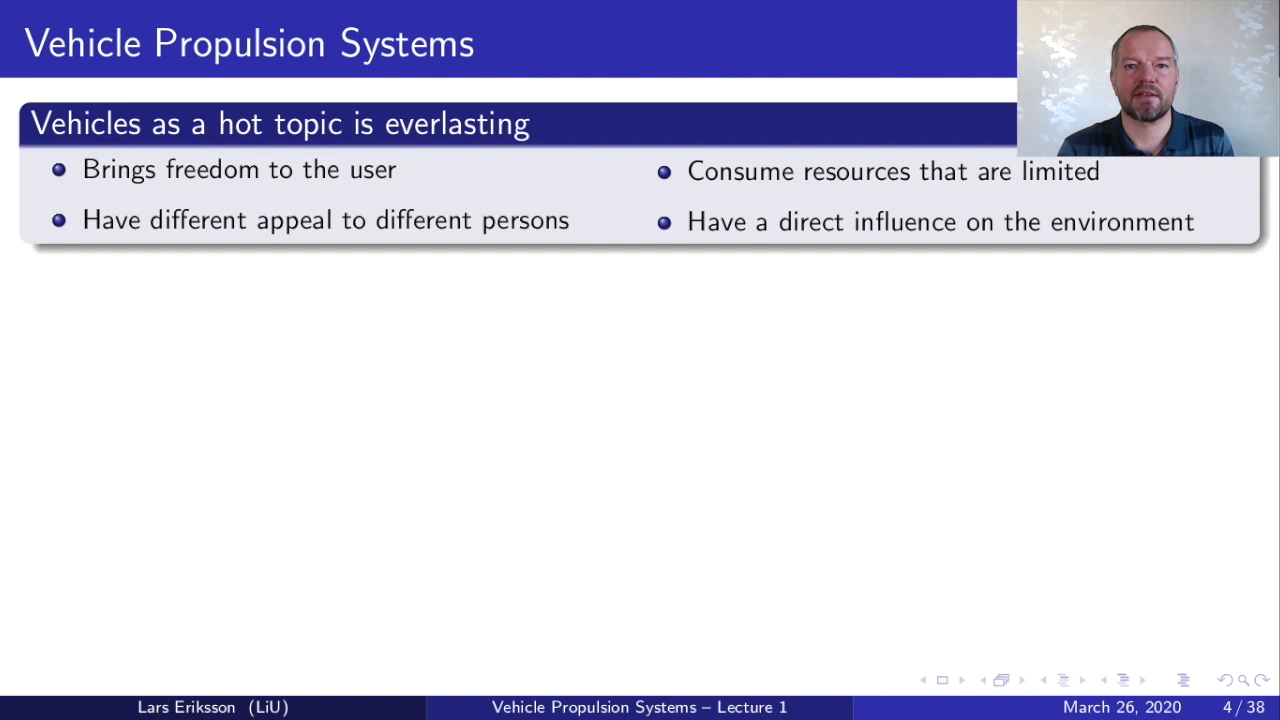 Vehicle Propulsion Systems
Vehicles as a hot topic is everlasting
Brings freedom to the user
Have different appeal to different persons
Consume resources that are limited
Have a direct influence on the environment
Lars Eriksson (LiU)
Vehicle Propulsion Systems – Lecture 1
March 26, 2020
4 / 38